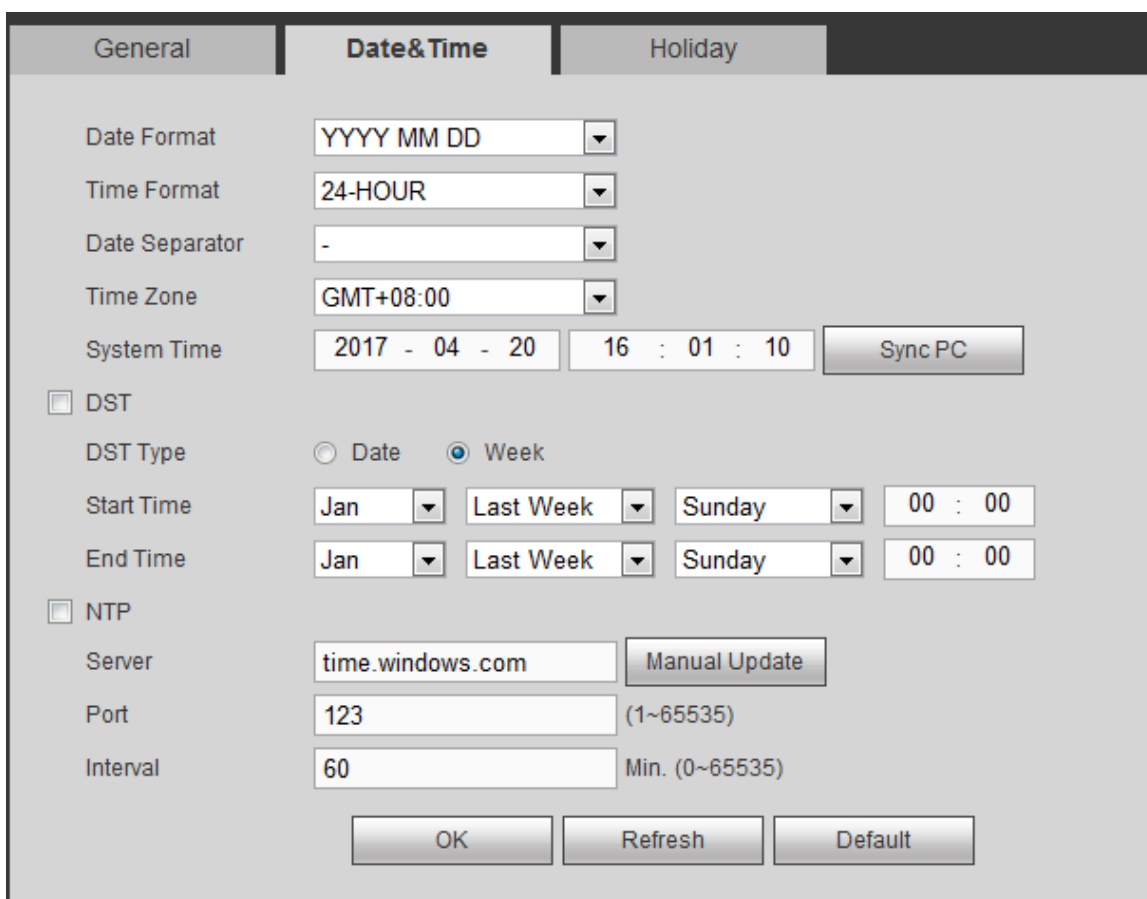 General Date&Time Holiday
Date Format YYYY MM DD
Time Format 24-HOUR
Date Separator -
Time Zone GMT+08:00
System Time 2017 - 04 - 20 16 : 01 : 10 Sync PC
DST
DST Type Date Week
Start Time Jan Last Week Sunday 00 : 00
End Time Jan Last Week Sunday 00 : 00
NTP
Server time.windows.com Manual Update
Port 123 (1~65535)
Interval 60 Min. (0~65535)
OK Refresh Default